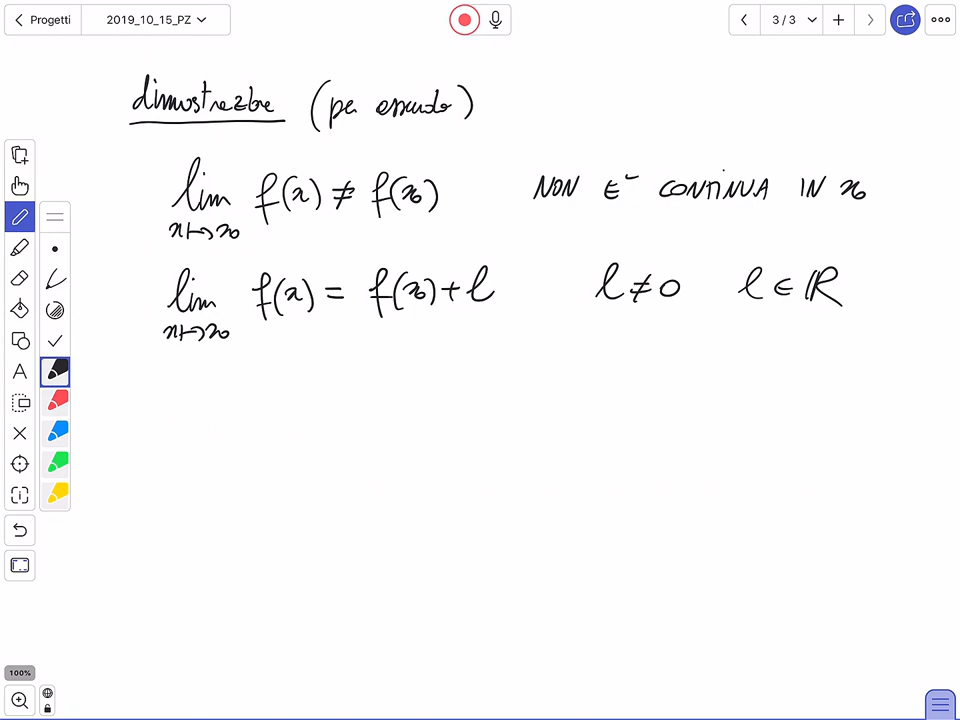 Progetti 2019_10_15_PZ 3 / 3
dimostrazione (per assurdo)
lim f(x) ≠ f(x₀) NON E' CONTINUA IN x₀
x→x₀
lim f(x) = f(x₀) + l l ≠ 0 l ∈ ℝ
x→x₀
A
100%